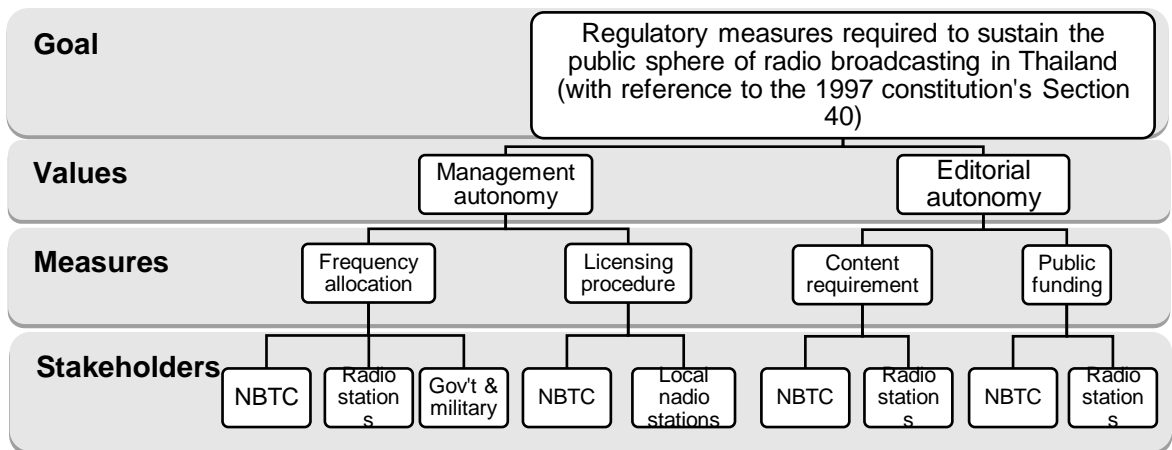 Goal
Regulatory measures required to sustain the
public sphere of radio broadcasting in Thailand
(with reference to the 1997 constitution's Section
40)
Values
Management
autonomy
Editorial
autonomy
Measures
Frequency
allocation
Licensing
procedure
Content
requirement
Public
funding
Stakeholders
NBTC
Radio
station
s
Gov't &
military
NBTC
Local
nadio
stations
NBTC
Radio
station
s
NBTC
Radio
station
s